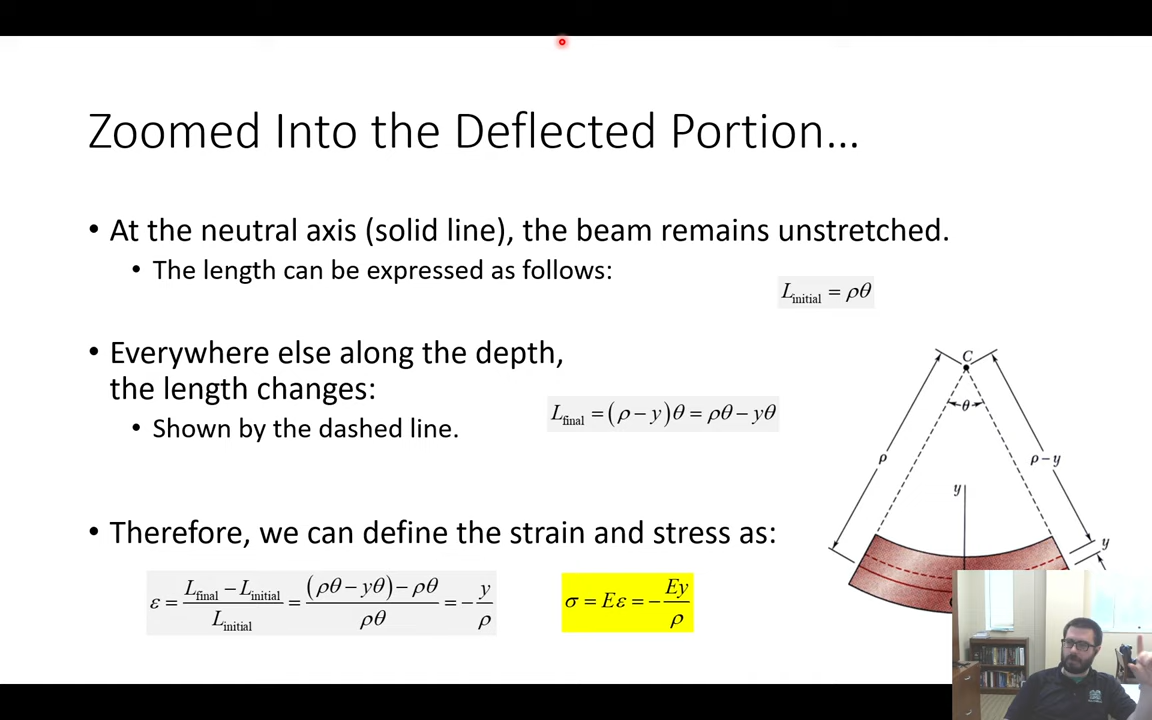 Zoomed Into the Deflected Portion…
• At the neutral axis (solid line), the beam remains unstretched.
• The length can be expressed as follows:
L_initial = ρθ
• Everywhere else along the depth,
the length changes:
L_final = (ρ − y)θ = ρθ − yθ
• Shown by the dashed line.
• Therefore, we can define the strain and stress as:
ε = (L_final − L_initial) / L_initial = ((ρθ − yθ) − ρθ) / ρθ = − y / ρ
σ = Eε = − Ey / ρ
C
θ
ρ
ρ − y
y
y